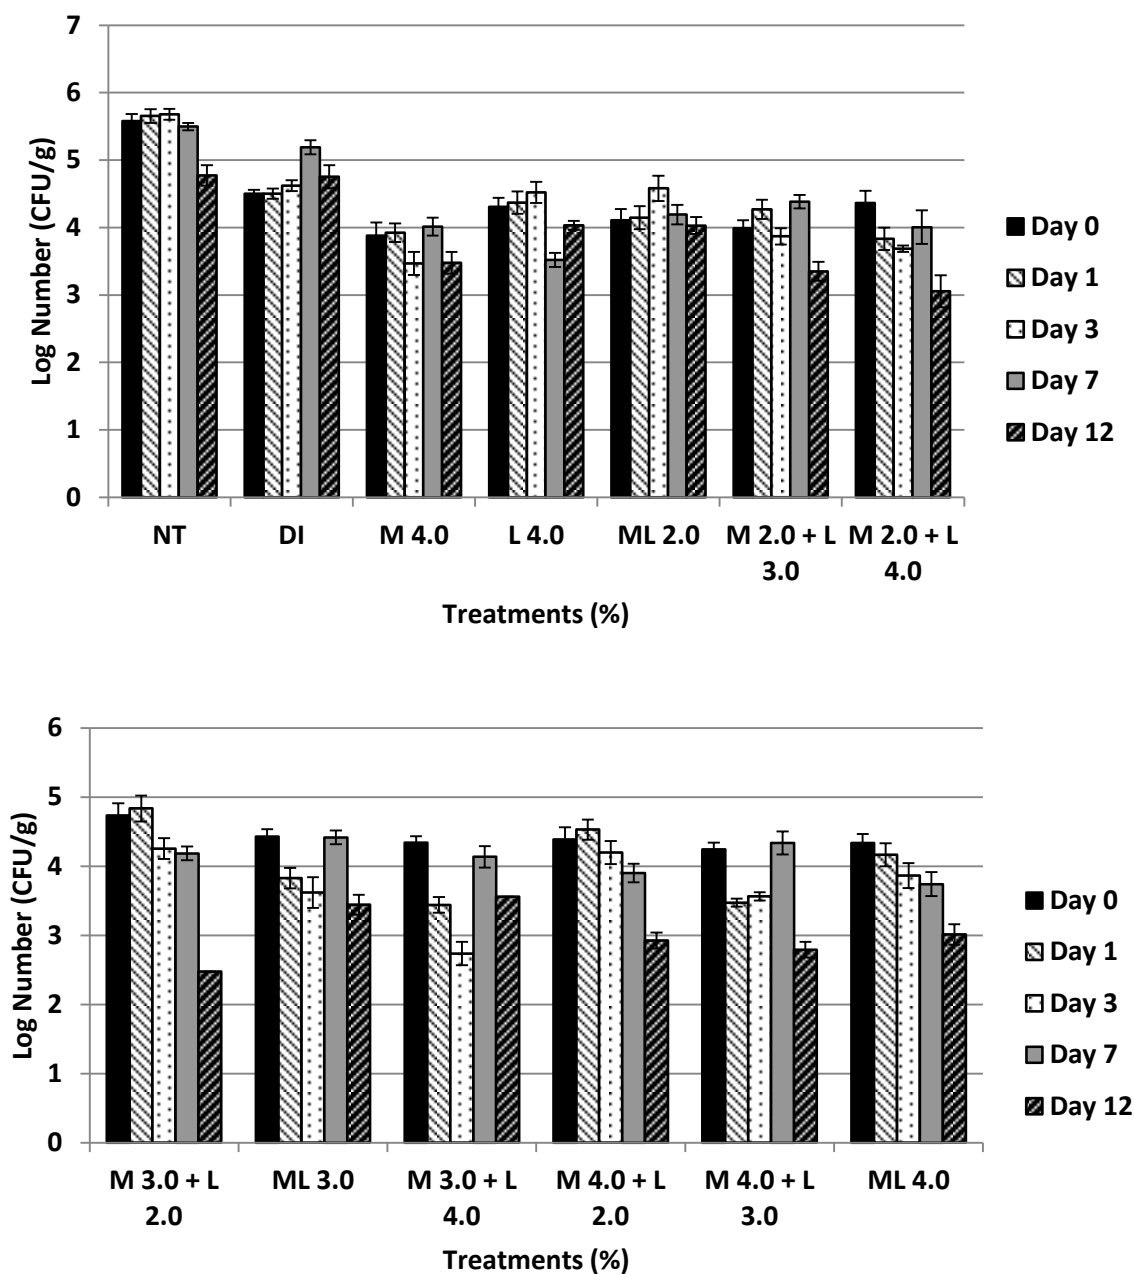 7
6
5
4
3
2
1
0
Log Number (CFU/g)
NT DI M 4.0 L 4.0 ML 2.0 M 2.0 + L M 2.0 + L
3.0 4.0
Treatments (%)
Day 0
Day 1
Day 3
Day 7
Day 12
6
5
4
3
2
1
0
Log Number (CFU/g)
M 3.0 + L ML 3.0 M 3.0 + L M 4.0 + L M 4.0 + L ML 4.0
2.0 4.0 2.0 3.0
Treatments (%)
Day 0
Day 1
Day 3
Day 7
Day 12